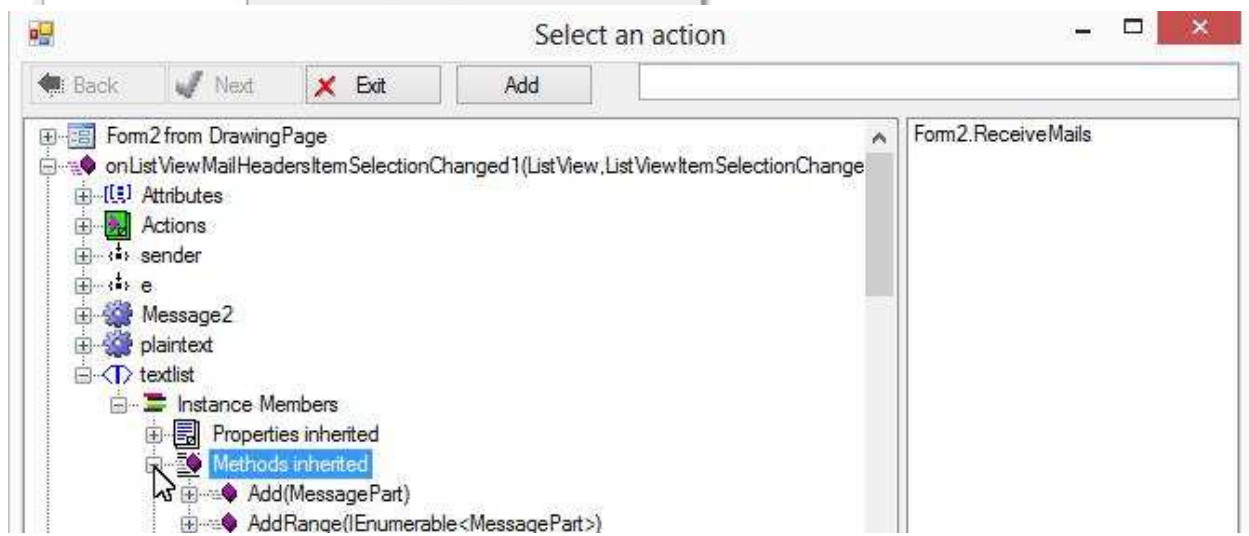 Select an action
Back Next Exit Add
Form2 from DrawingPage
Form2.ReceiveMails
onListViewMailHeadersItemSelectionChanged1(ListView,ListViewItemSelectionChange
Attributes
Actions
sender
e
Message2
plaintext
textlist
Instance Members
Properties inherited
Methods inherited
Add(MessagePart)
AddRange(IEnumerable<MessagePart>)